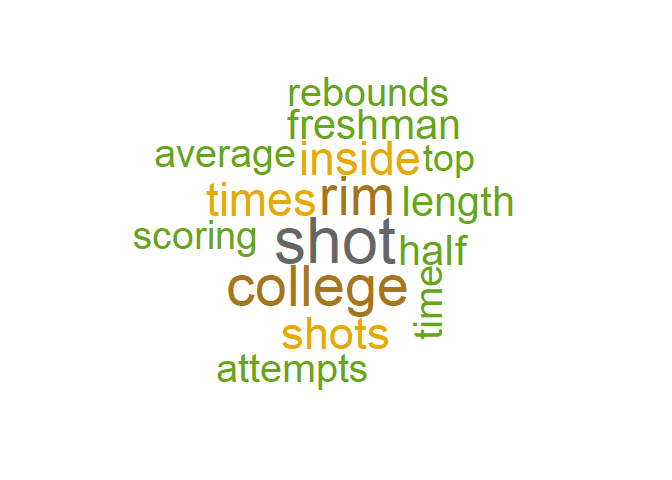 rebounds
freshman
average inside top
times rim length
scoring shot half
college time
shots
attempts